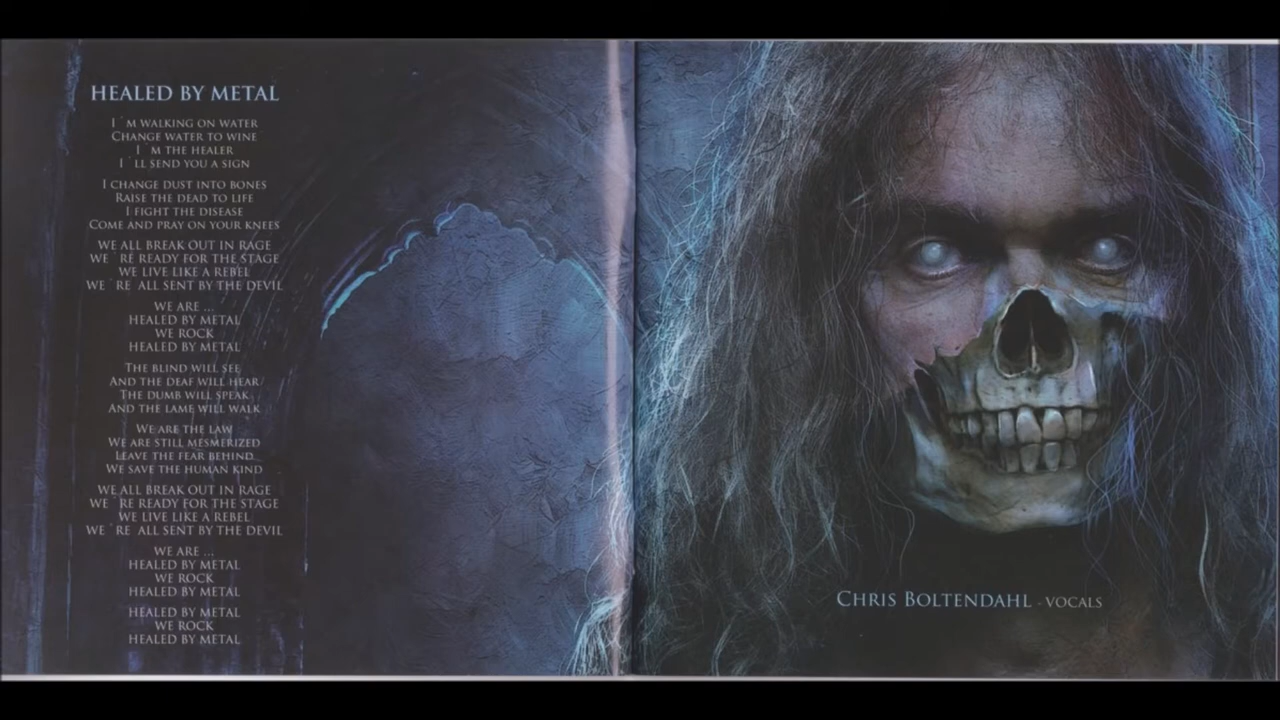 HEALED BY METAL
I´M WALKING ON WATER
CHANGE WATER TO WINE
I´M THE HEALER
I´LL SEND YOU A SIGN
I CHANGE DUST INTO BONES
RAISE THE DEAD TO LIFE
I FIGHT THE DISEASE
COME AND PRAY ON YOUR KNEES
WE ALL BREAK OUT IN RAGE
WE´RE READY FOR THE STAGE
WE LIVE LIKE A REBEL
WE´RE ALL SENT BY THE DEVIL
WE ARE ...
HEALED BY METAL
WE ROCK
HEALED BY METAL
THE BLIND WILL SEE
AND THE DEAF WILL HEAR
THE DUMB WILL SPEAK
AND THE LAME WILL WALK
WE ARE THE LAW
WE ARE STILL MESMERIZED
LEAVE THE FEAR BEHIND
WE SAVE THE HUMAN KIND
WE ALL BREAK OUT IN RAGE
WE´RE READY FOR THE STAGE
WE LIVE LIKE A REBEL
WE´RE ALL SENT BY THE DEVIL
WE ARE ...
HEALED BY METAL
WE ROCK
HEALED BY METAL
HEALED BY METAL
WE ROCK
HEALED BY METAL
CHRIS BOLTENDAHL - VOCALS